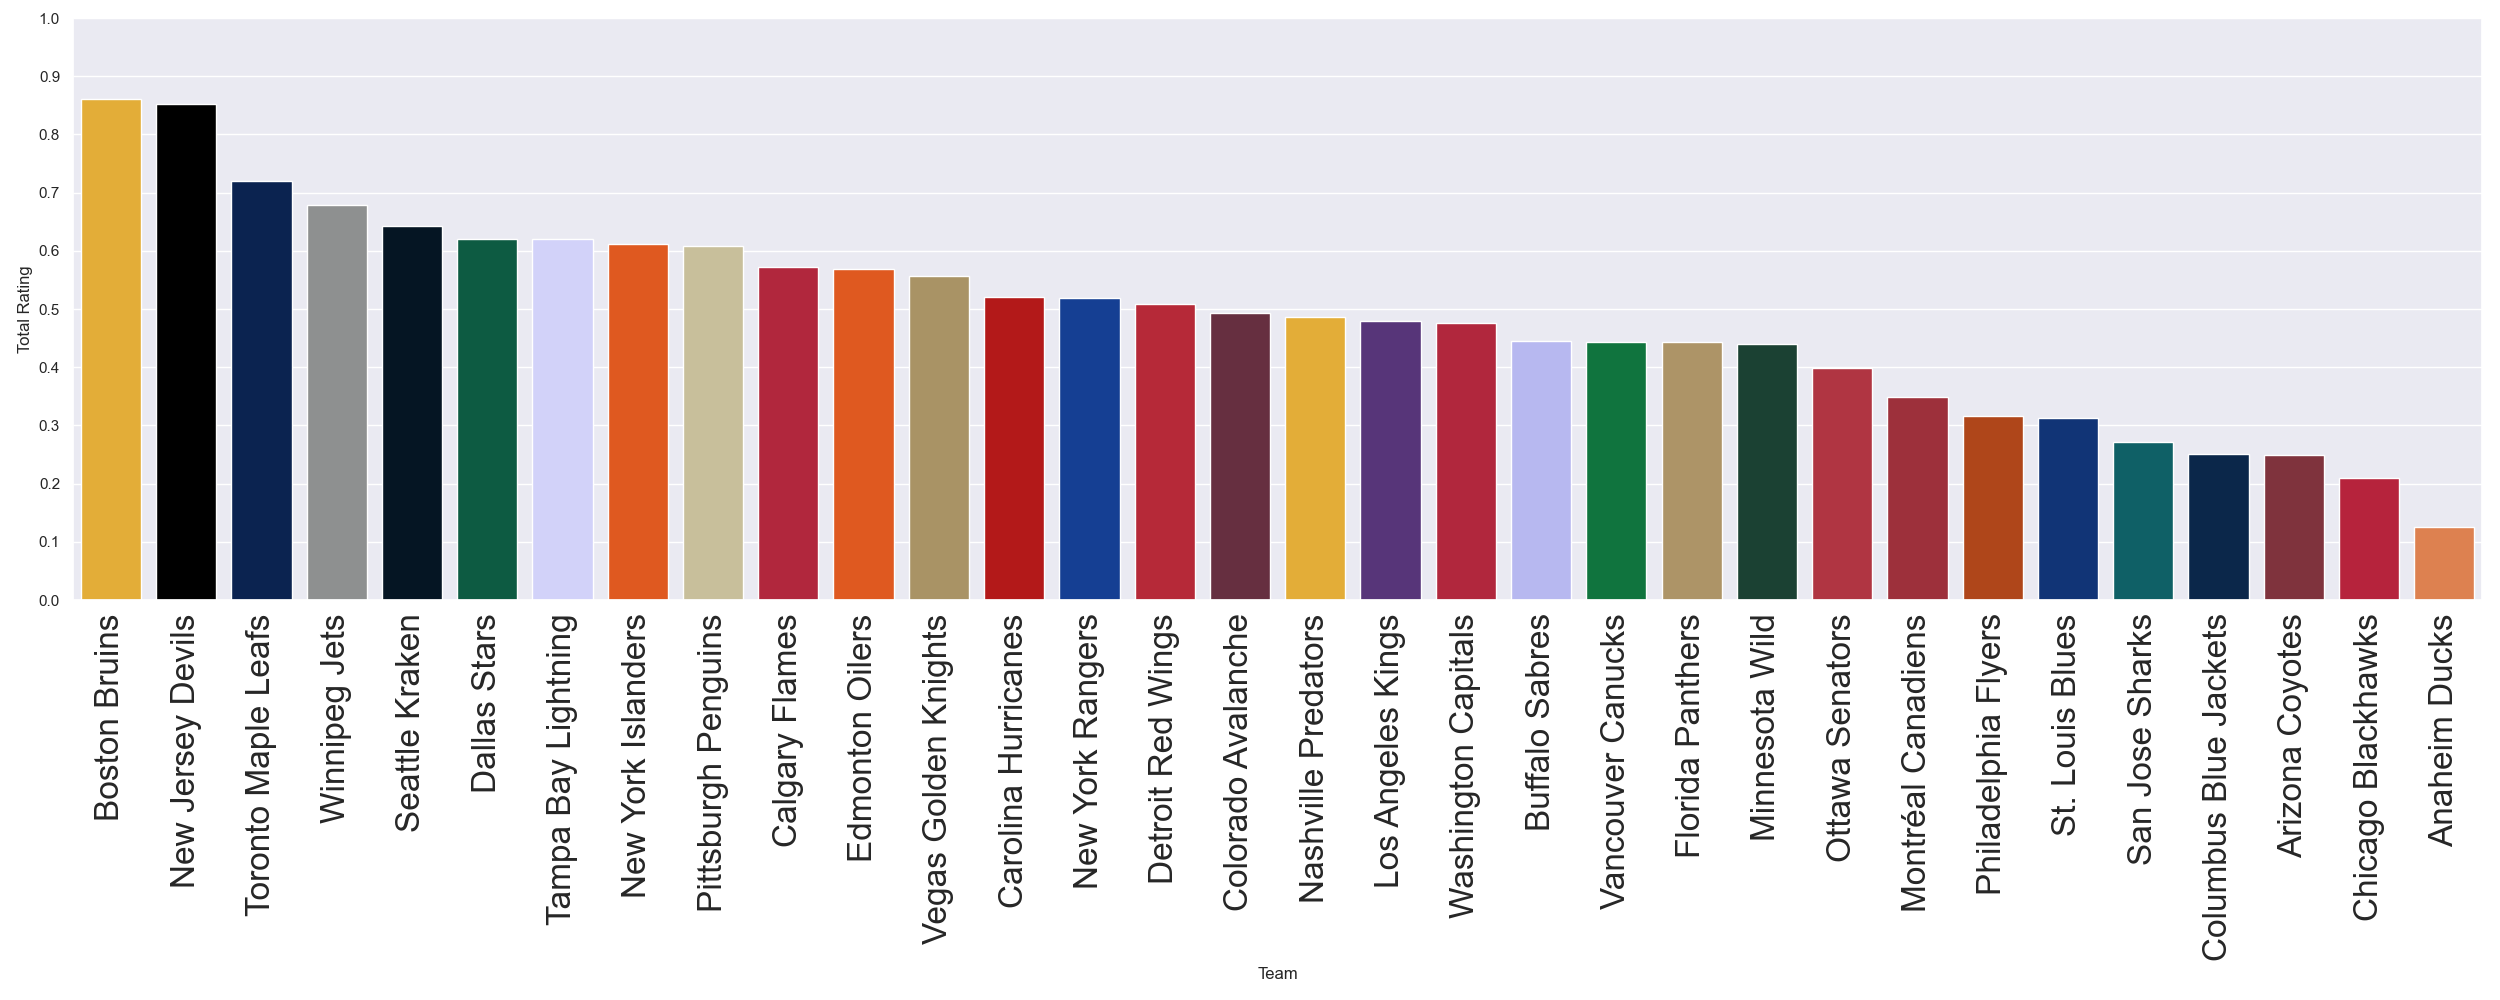 1.0
0.9
0.8
0.7
0.6
0.5
0.4
0.3
0.2
0.1
0.0
Total Rating
Boston Bruins
New Jersey Devils
Toronto Maple Leafs
Winnipeg Jets
Seattle Kraken
Dallas Stars
Tampa Bay Lightning
New York Islanders
Pittsburgh Penguins
Calgary Flames
Edmonton Oilers
Vegas Golden Knights
Carolina Hurricanes
New York Rangers
Detroit Red Wings
Colorado Avalanche
Nashville Predators
Los Angeles Kings
Washington Capitals
Buffalo Sabres
Vancouver Canucks
Florida Panthers
Minnesota Wild
Ottawa Senators
Montréal Canadiens
Philadelphia Flyers
St. Louis Blues
San Jose Sharks
Columbus Blue Jackets
Arizona Coyotes
Chicago Blackhawks
Anaheim Ducks
Team